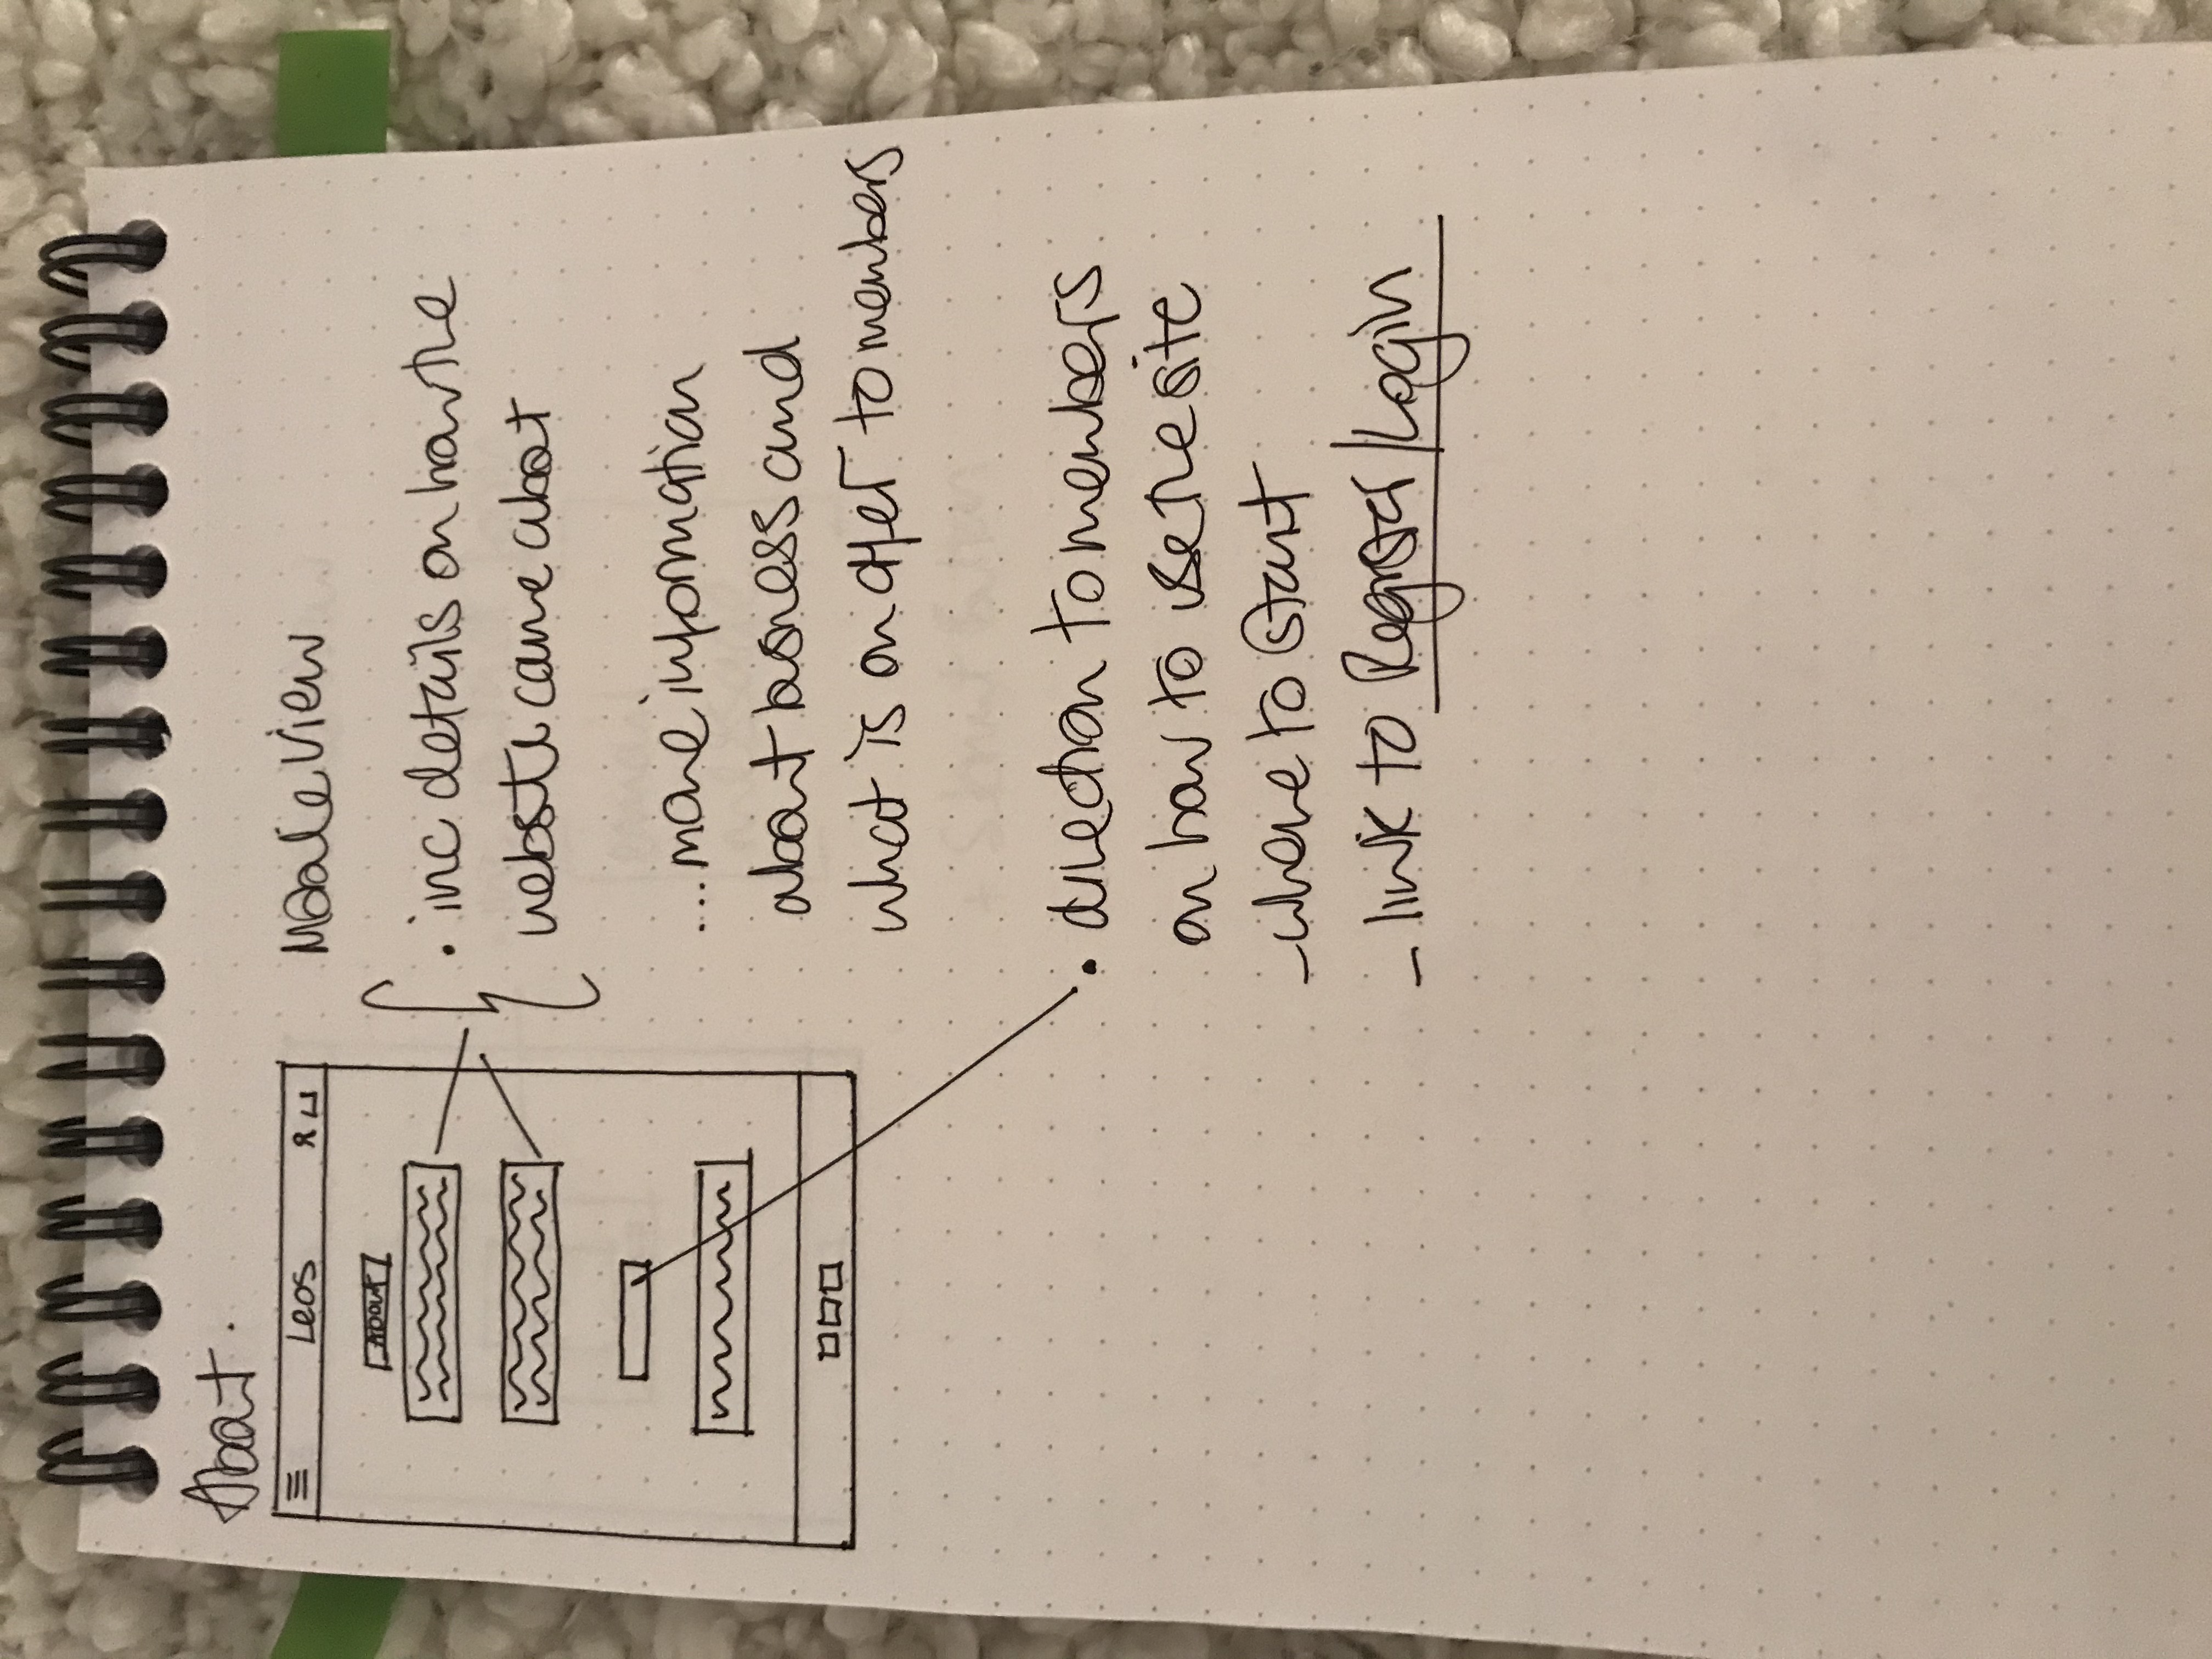 About.
Leos
ABOUT
Mobile View
• inc details on how the
website came about
...more information
about business and
what is on offer to members
• direction to members
on how to use the site
- where to start
- link to Register/Login